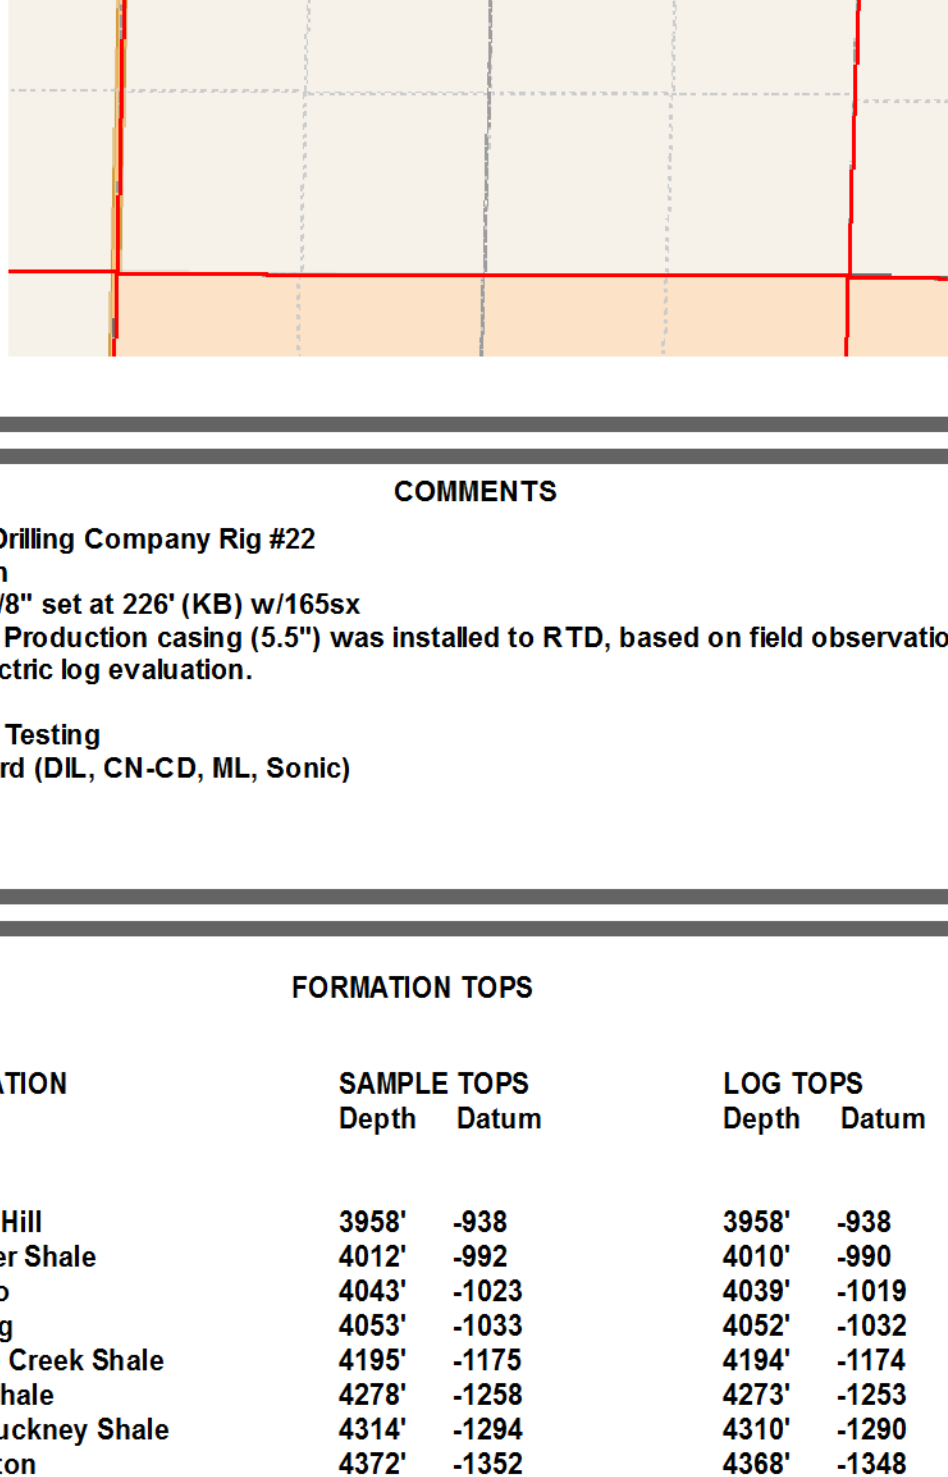 COMMENTS
Drilling Company Rig #22
/8" set at 226' (KB) w/165sx
Production casing (5.5") was installed to RTD, based on field observatio
ctric log evaluation.
Testing
rd (DIL, CN-CD, ML, Sonic)
FORMATION TOPS
ATION SAMPLE TOPS LOG TOPS
Depth Datum Depth Datum
Hill 3958' -938 3958' -938
er Shale 4012' -992 4010' -990
o 4043' -1023 4039' -1019
g 4053' -1033 4052' -1032
Creek Shale 4195' -1175 4194' -1174
hale 4278' -1258 4273' -1253
uckney Shale 4314' -1294 4310' -1290
ton 4372' -1352 4368' -1348